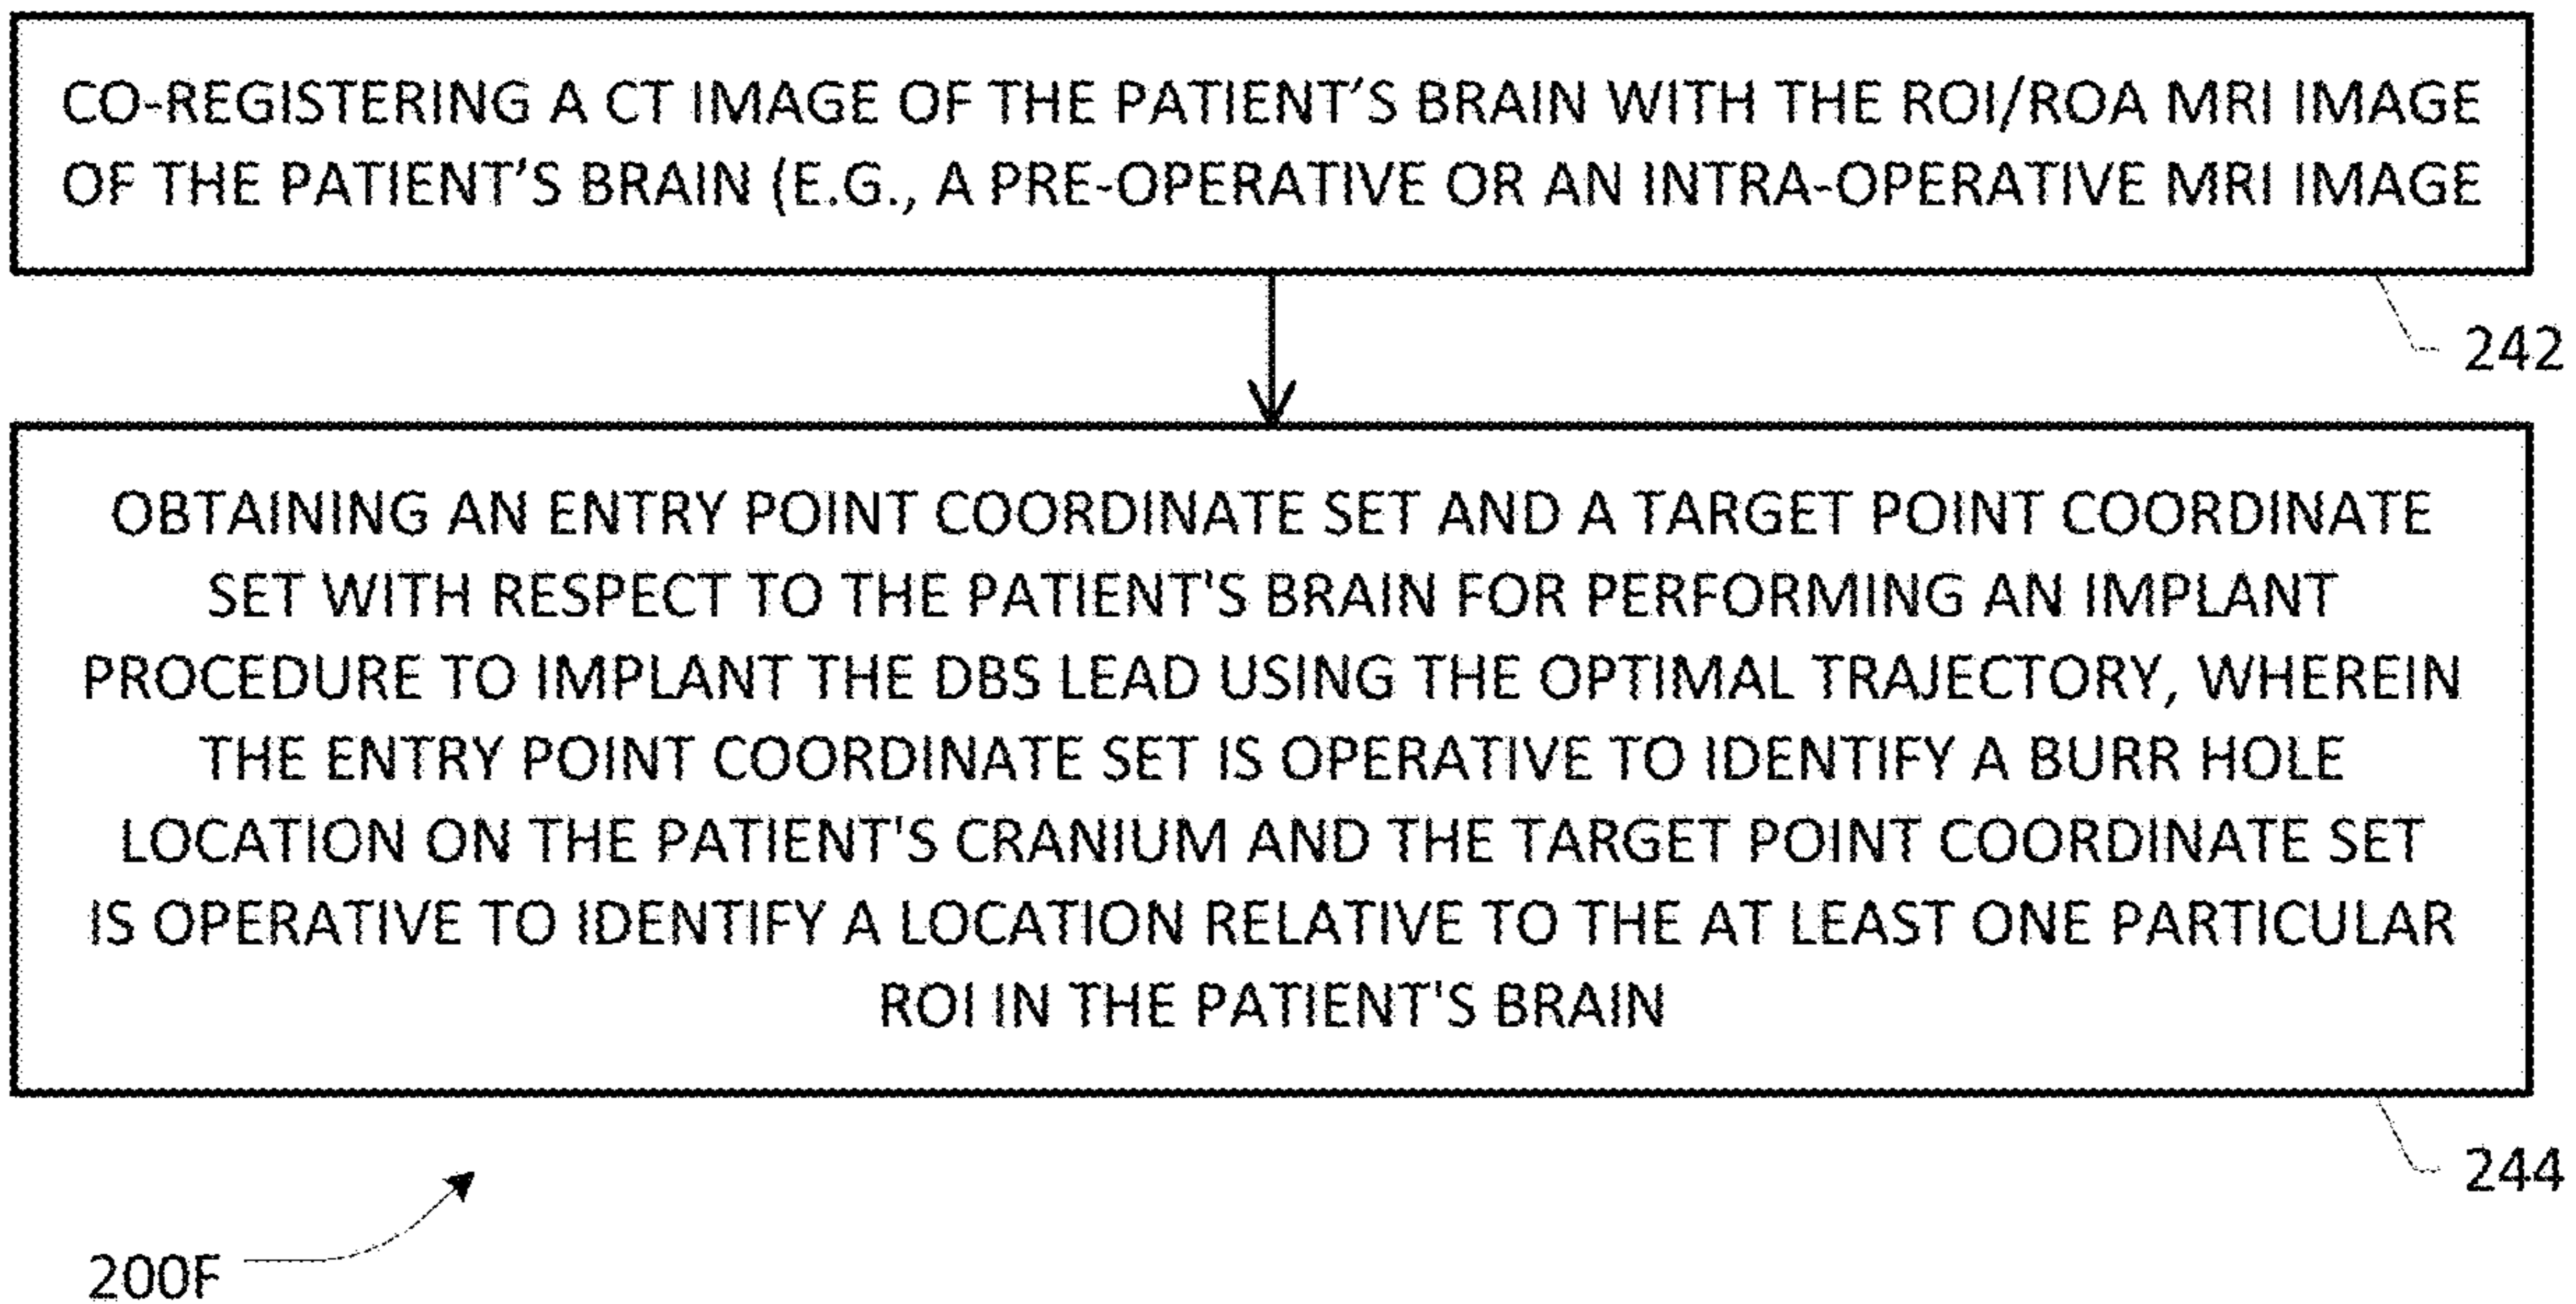 CO-REGISTERING A CT IMAGE OF THE PATIENT’S BRAIN WITH THE ROI/ROA MRI IMAGE
OF THE PATIENT’S BRAIN (E.G., A PRE-OPERATIVE OR AN INTRA-OPERATIVE MRI IMAGE
242
OBTAINING AN ENTRY POINT COORDINATE SET AND A TARGET POINT COORDINATE
SET WITH RESPECT TO THE PATIENT'S BRAIN FOR PERFORMING AN IMPLANT
PROCEDURE TO IMPLANT THE DBS LEAD USING THE OPTIMAL TRAJECTORY, WHEREIN
THE ENTRY POINT COORDINATE SET IS OPERATIVE TO IDENTIFY A BURR HOLE
LOCATION ON THE PATIENT'S CRANIUM AND THE TARGET POINT COORDINATE SET
IS OPERATIVE TO IDENTIFY A LOCATION RELATIVE TO THE AT LEAST ONE PARTICULAR
ROI IN THE PATIENT'S BRAIN
244
200F